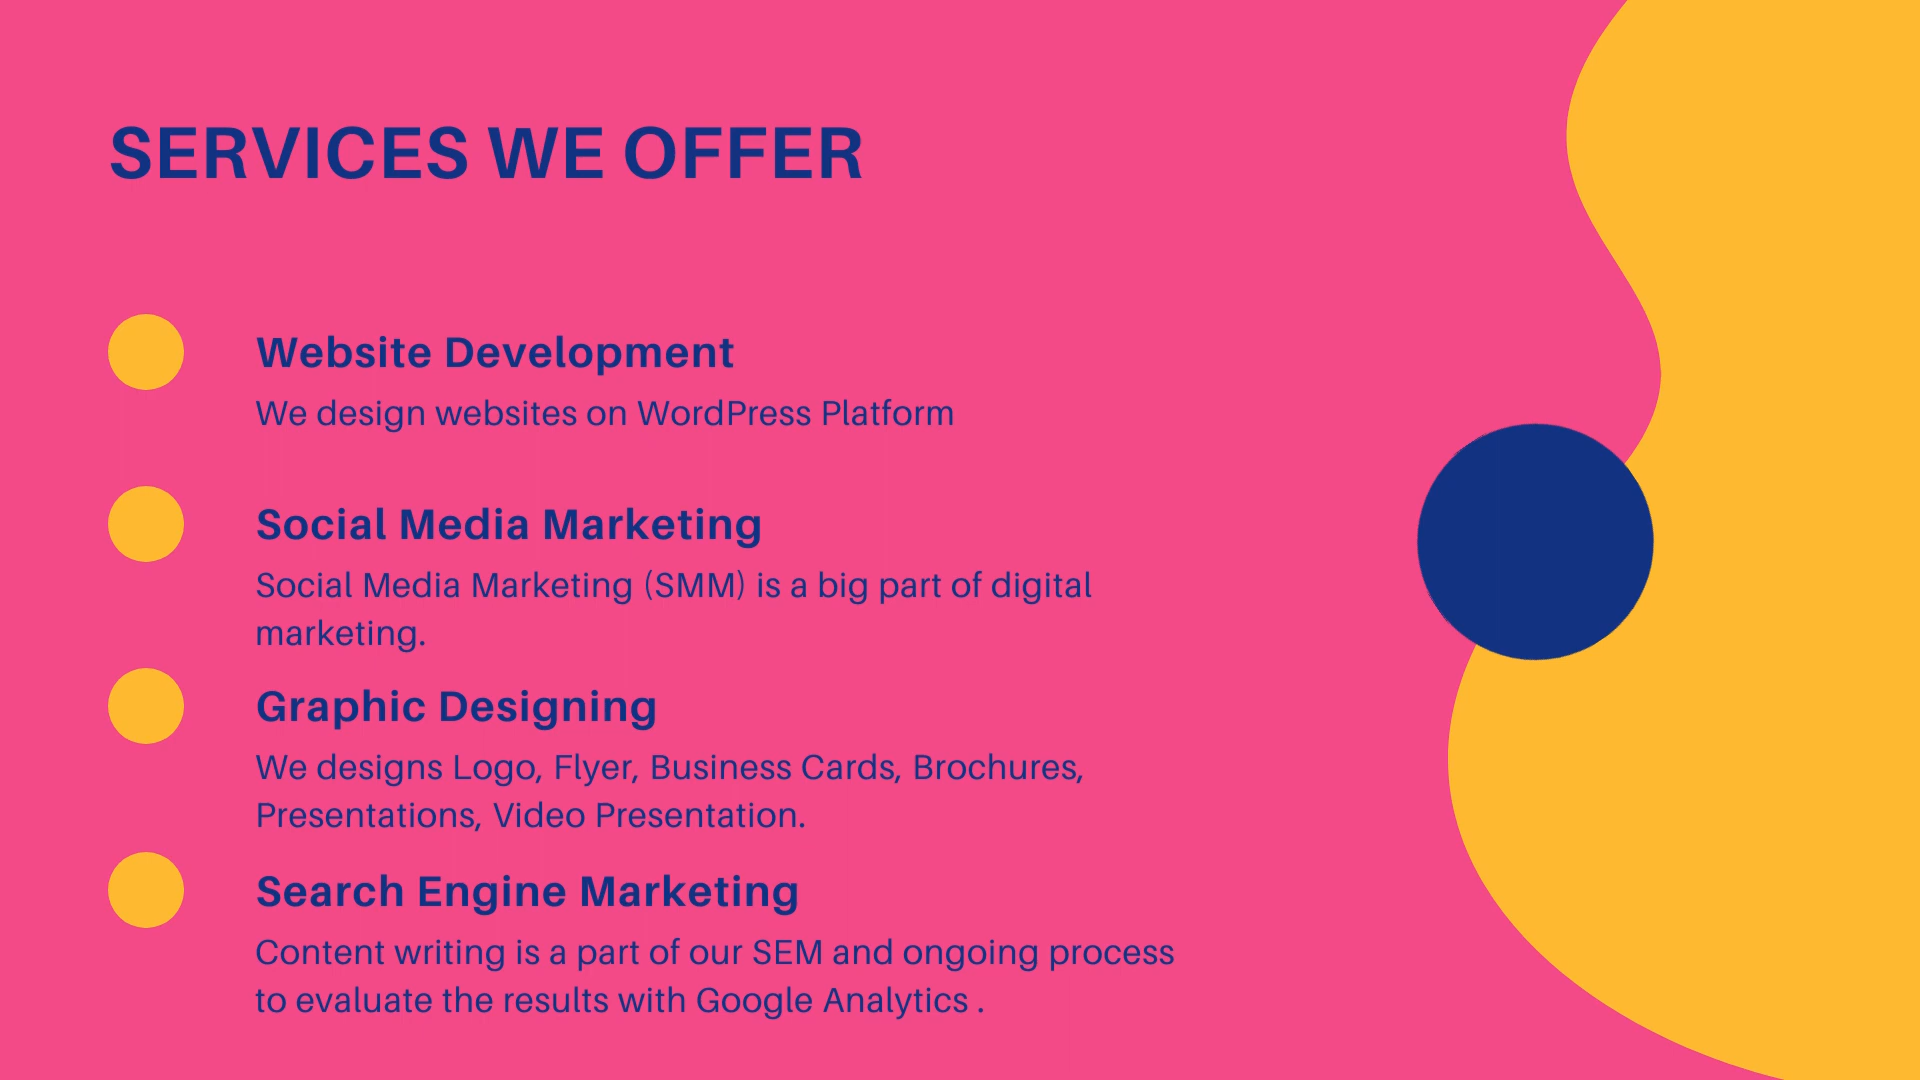 SERVICES WE OFFER
Website Development
We design websites on WordPress Platform
Social Media Marketing
Social Media Marketing (SMM) is a big part of digital
marketing.
Graphic Designing
We designs Logo, Flyer, Business Cards, Brochures,
Presentations, Video Presentation.
Search Engine Marketing
Content writing is a part of our SEM and ongoing process
to evaluate the results with Google Analytics .